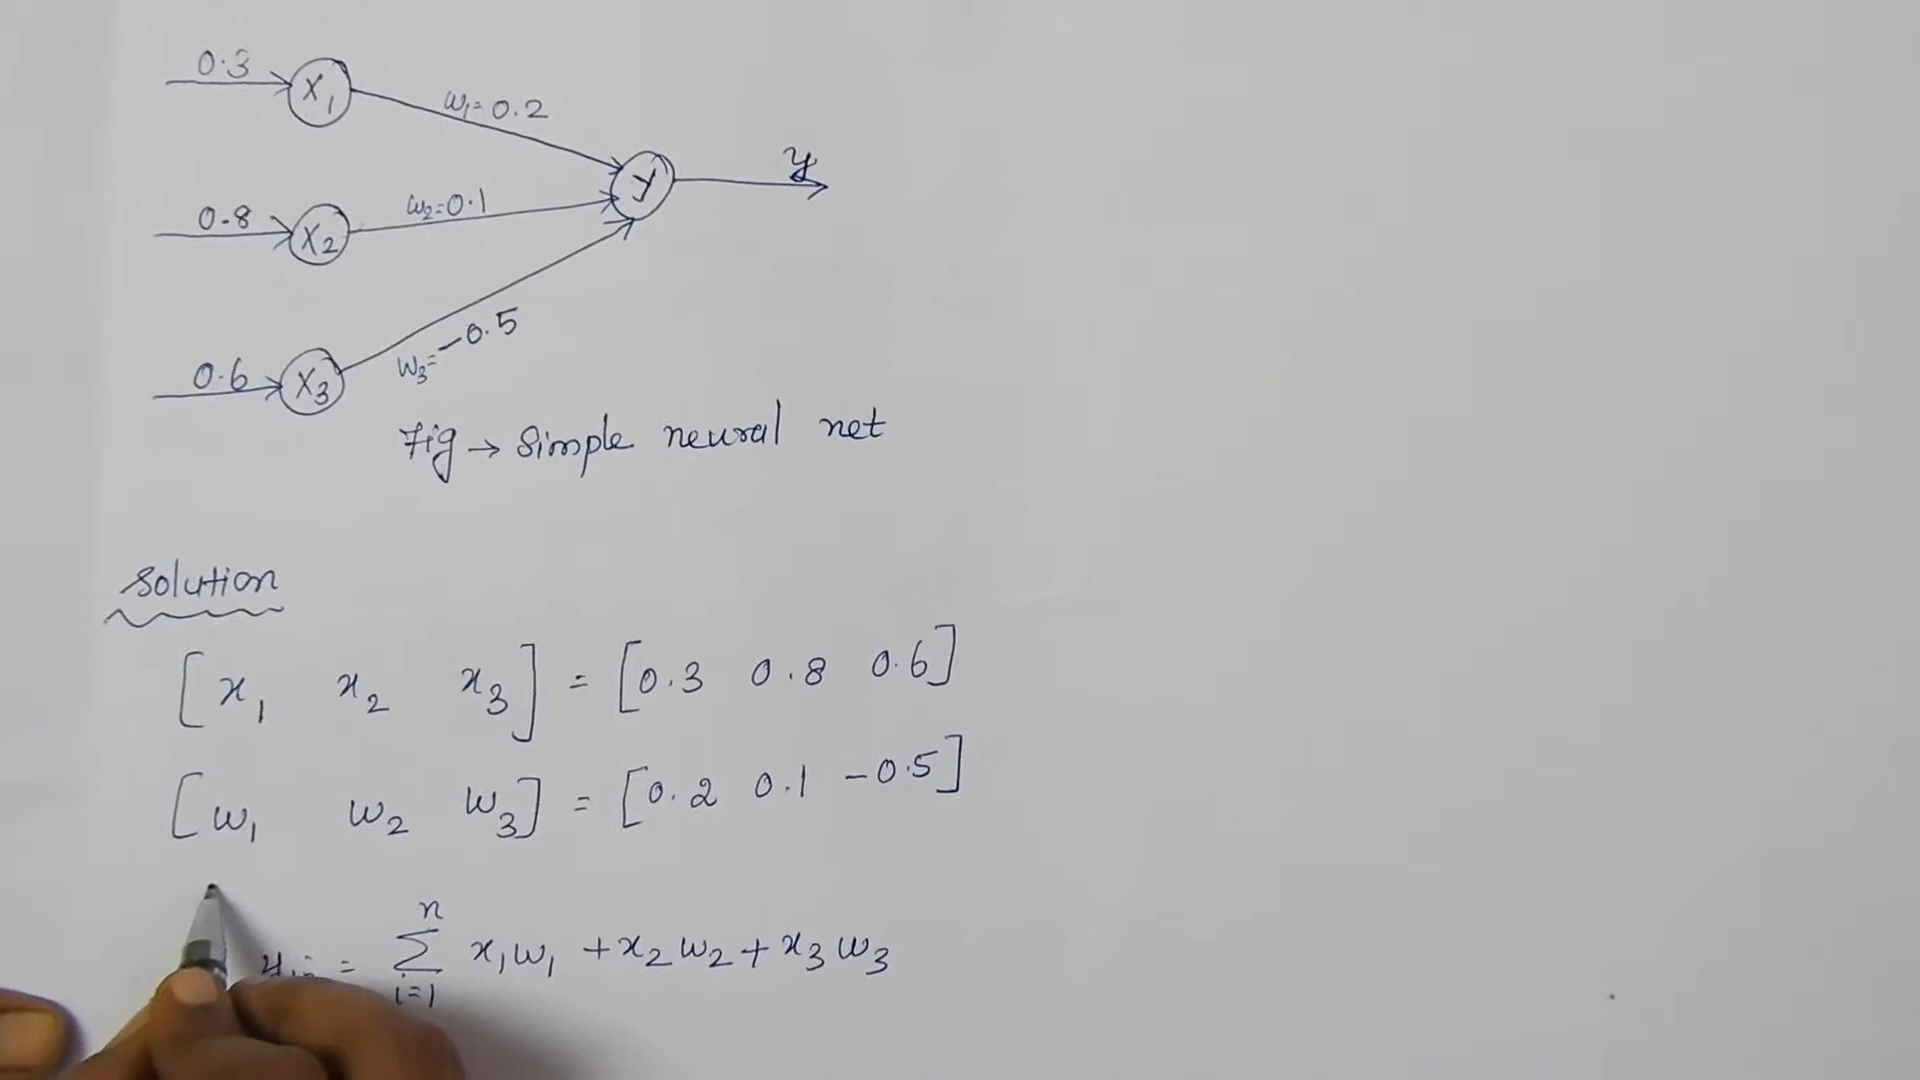 0.3 X1 w1=0.2
Y y
0.8 X2 w2=0.1
0.6 X3 w3=-0.5
Fig → Simple neural net
Solution
[x1 x2 x3] = [0.3 0.8 0.6]
[w1 w2 w3] = [0.2 0.1 -0.5]
yin = n Σ i=1 x1w1 + x2w2 + x3w3